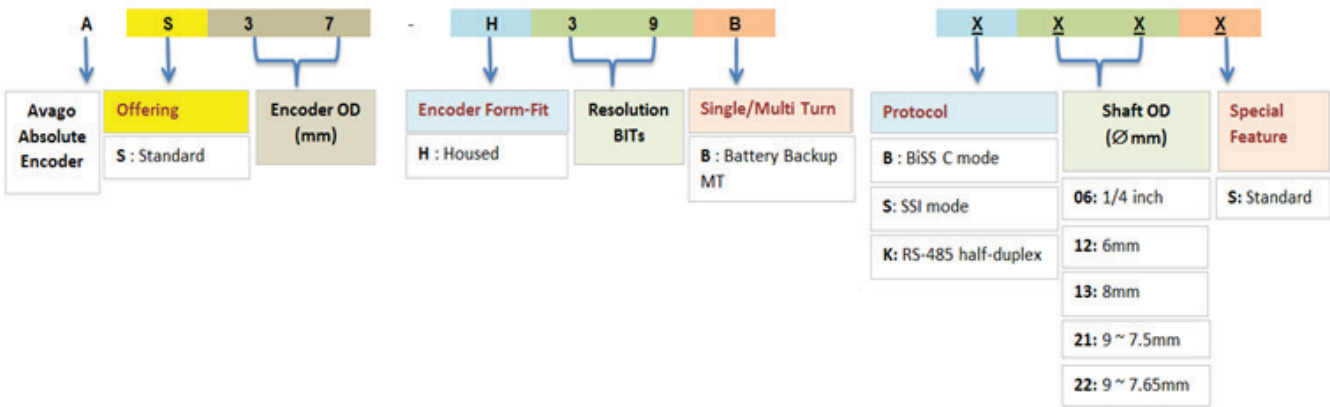 A S 3 7 - H 3 9 B X X X X
Avago
Absolute
Encoder
Offering
S : Standard
Encoder OD
(mm)
Encoder Form-Fit
H : Housed
Resolution
BITs
Single/Multi Turn
B : Battery Backup
MT
Protocol
B : BiSS C mode
S: SSI mode
K: RS-485 half-duplex
Shaft OD
(Ø mm)
06: 1/4 inch
12: 6mm
13: 8mm
21: 9 ~ 7.5mm
22: 9 ~ 7.65mm
Special
Feature
S: Standard